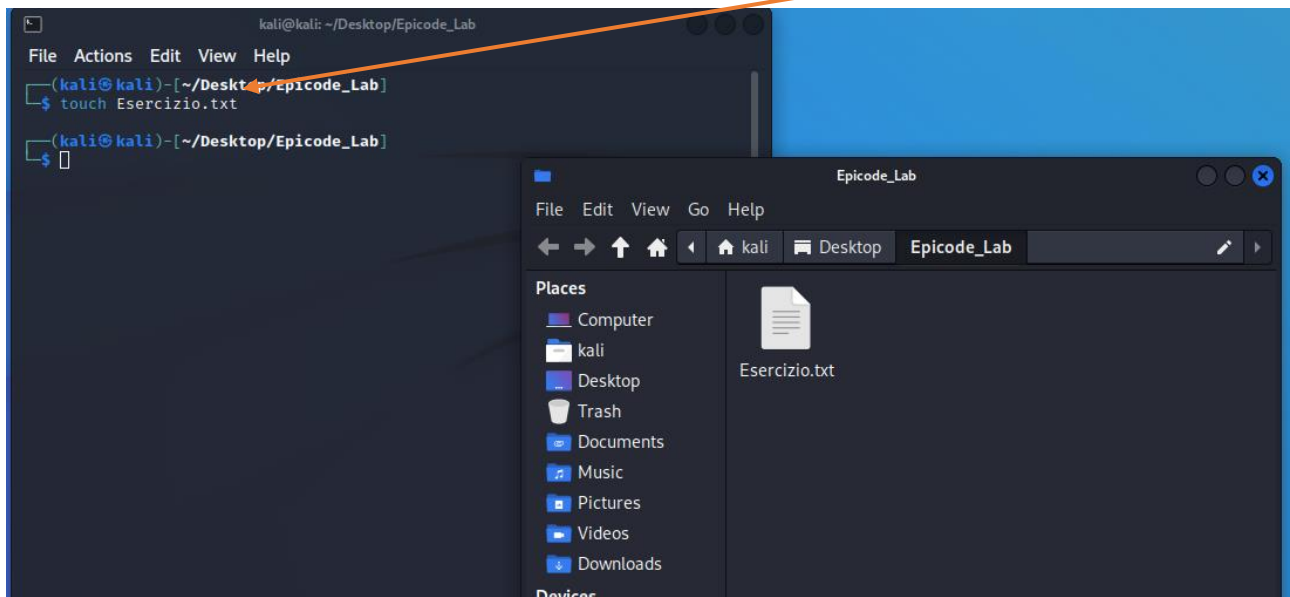 kali@kali: ~/Desktop/Epicode_Lab
File Actions Edit View Help
(kali㉿kali)-[~/Desktop/Epicode_Lab]
$ touch Esercizio.txt
(kali㉿kali)-[~/Desktop/Epicode_Lab]
$
Epicode_Lab
File Edit View Go Help
kali Desktop Epicode_Lab
Places
Computer
kali
Desktop
Trash
Documents
Music
Pictures
Videos
Downloads
Devices
Esercizio.txt